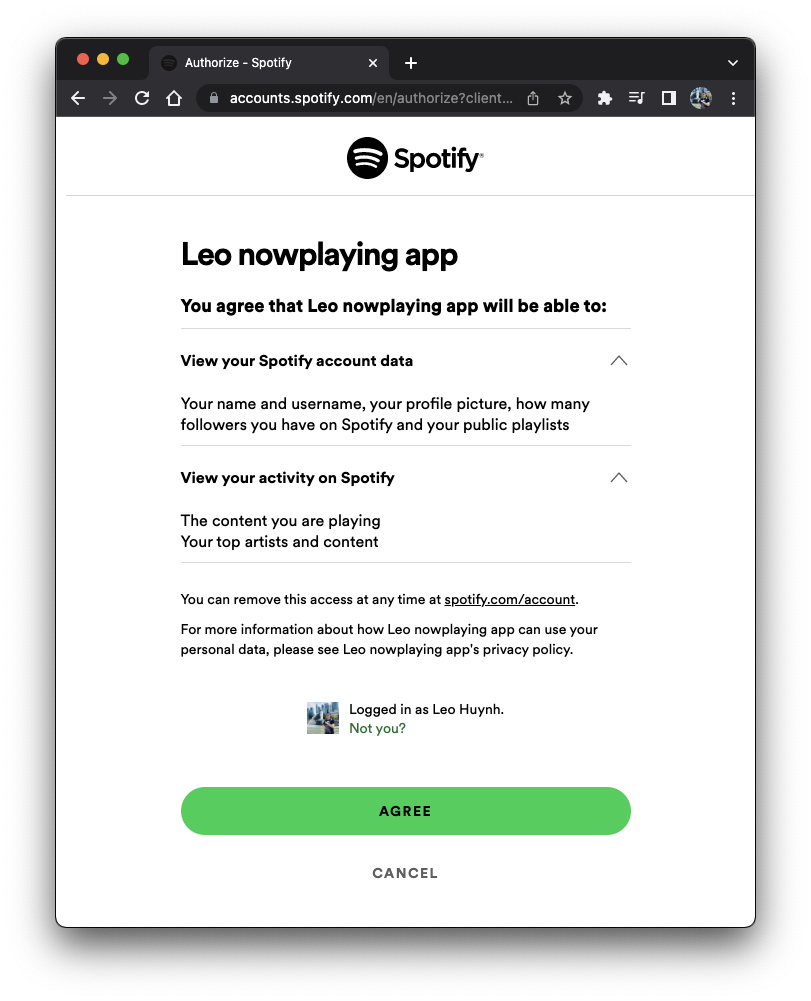 Authorize - Spotify
accounts.spotify.com/en/authorize?client...
Spotify®
Leo nowplaying app
You agree that Leo nowplaying app will be able to:
View your Spotify account data
Your name and username, your profile picture, how many
followers you have on Spotify and your public playlists
View your activity on Spotify
The content you are playing
Your top artists and content
You can remove this access at any time at spotify.com/account.
For more information about how Leo nowplaying app can use your
personal data, please see Leo nowplaying app's privacy policy.
Logged in as Leo Huynh.
Not you?
AGREE
CANCEL